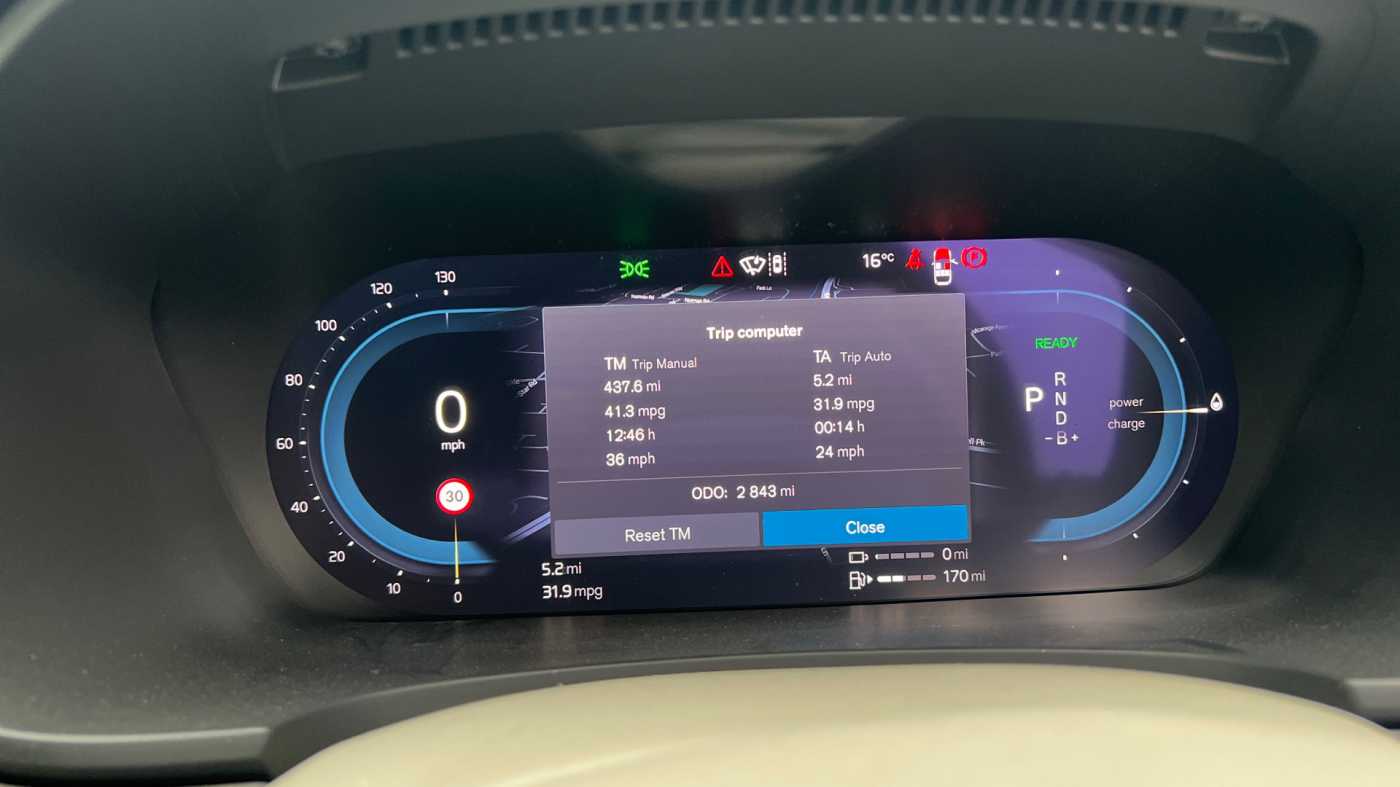 130
120
100
80
60
40
20
10
0
0
mph
30
16°C
Trip computer
TM Trip Manual
437.6 mi
41.3 mpg
12:46 h
36 mph
TA Trip Auto
5.2 mi
31.9 mpg
00:14 h
24 mph
ODO: 2 843 mi
Reset TM
Close
5.2 mi
31.9 mpg
0 mi
170 mi
READY
P
R
N
D
- B +
power
charge